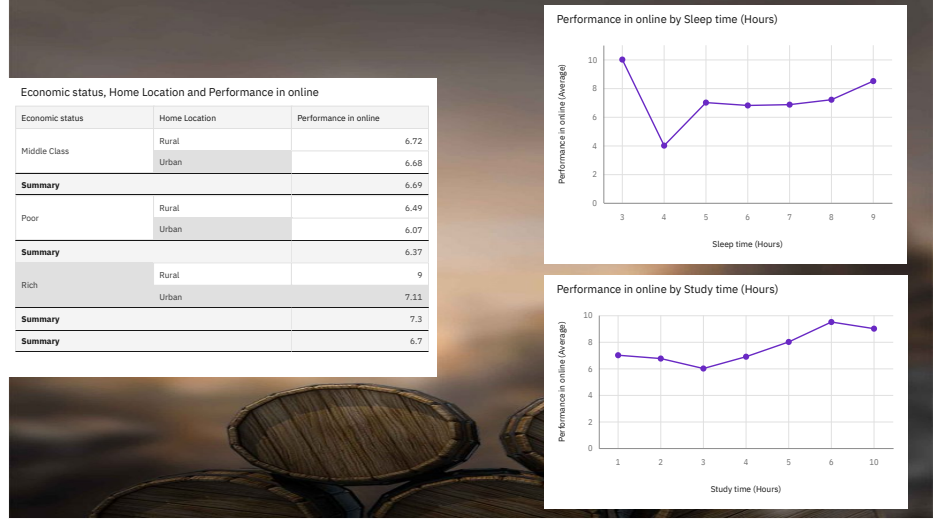 Economic status, Home Location and Performance in online
Economic status Home Location Performance in online
Middle Class Rural 6.72
Urban 6.68
Summary 6.69
Poor Rural 6.49
Urban 6.07
Summary 6.37
Rich Rural 9
Urban 7.11
Summary 7.3
Summary 6.7
Performance in online by Sleep time (Hours)
Performance in online (Average)
10
8
6
4
2
0
3 4 5 6 7 8 9
Sleep time (Hours)
Performance in online by Study time (Hours)
Performance in online (Average)
10
8
6
4
2
0
1 2 3 4 5 6 10
Study time (Hours)